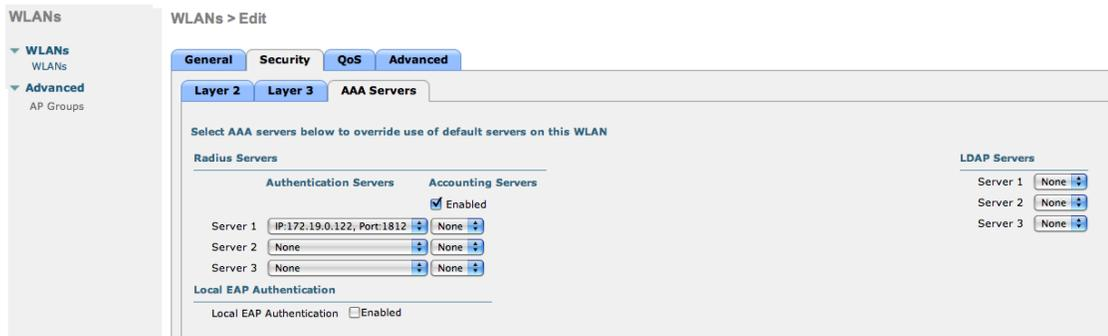 WLANs
WLANs
WLANs
Advanced
AP Groups
WLANs > Edit
General Security QoS Advanced
Layer 2 Layer 3 AAA Servers
Select AAA servers below to override use of default servers on this WLAN
Radius Servers
LDAP Servers
Authentication Servers Accounting Servers
Server 1 None
Enabled
Server 2 None
Server 1 IP:172.19.0.122, Port:1812 None
Server 3 None
Server 2 None None
Server 3 None None
Local EAP Authentication
Local EAP Authentication Enabled